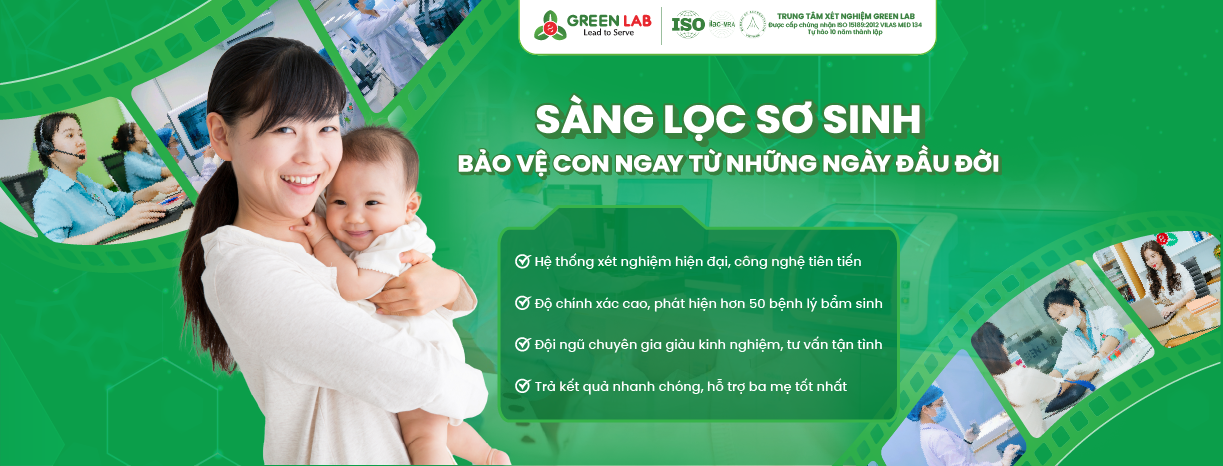 GREEN LAB
Lead to Serve
ISO
ilac-MRA
TRUNG TÂM XÉT NGHIỆM GREEN LAB
Được cấp chứng nhận ISO 15189:2012 VILAS MED 134
Tự hào 10 năm thành lập
SÀNG LỌC SƠ SINH
BẢO VỆ CON NGAY TỪ NHỮNG NGÀY ĐẦU ĐỜI
Hệ thống xét nghiệm hiện đại, công nghệ tiên tiến
Độ chính xác cao, phát hiện hơn 50 bệnh lý bẩm sinh
Đội ngũ chuyên gia giàu kinh nghiệm, tư vấn tận tình
Trả kết quả nhanh chóng, hỗ trợ ba mẹ tốt nhất